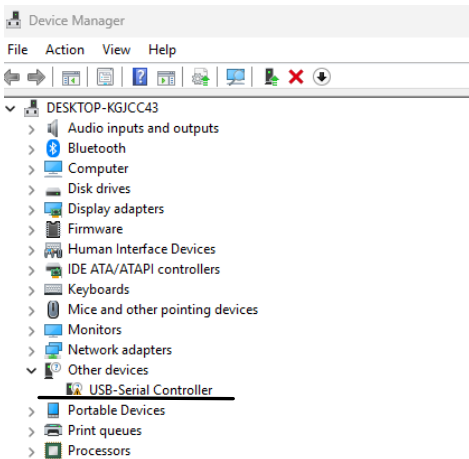 Device Manager
File Action View Help
DESKTOP-KGJCC43
Audio inputs and outputs
Bluetooth
Computer
Disk drives
Display adapters
Firmware
Human Interface Devices
IDE ATA/ATAPI controllers
Keyboards
Mice and other pointing devices
Monitors
Network adapters
Other devices
USB-Serial Controller
Portable Devices
Print queues
Processors